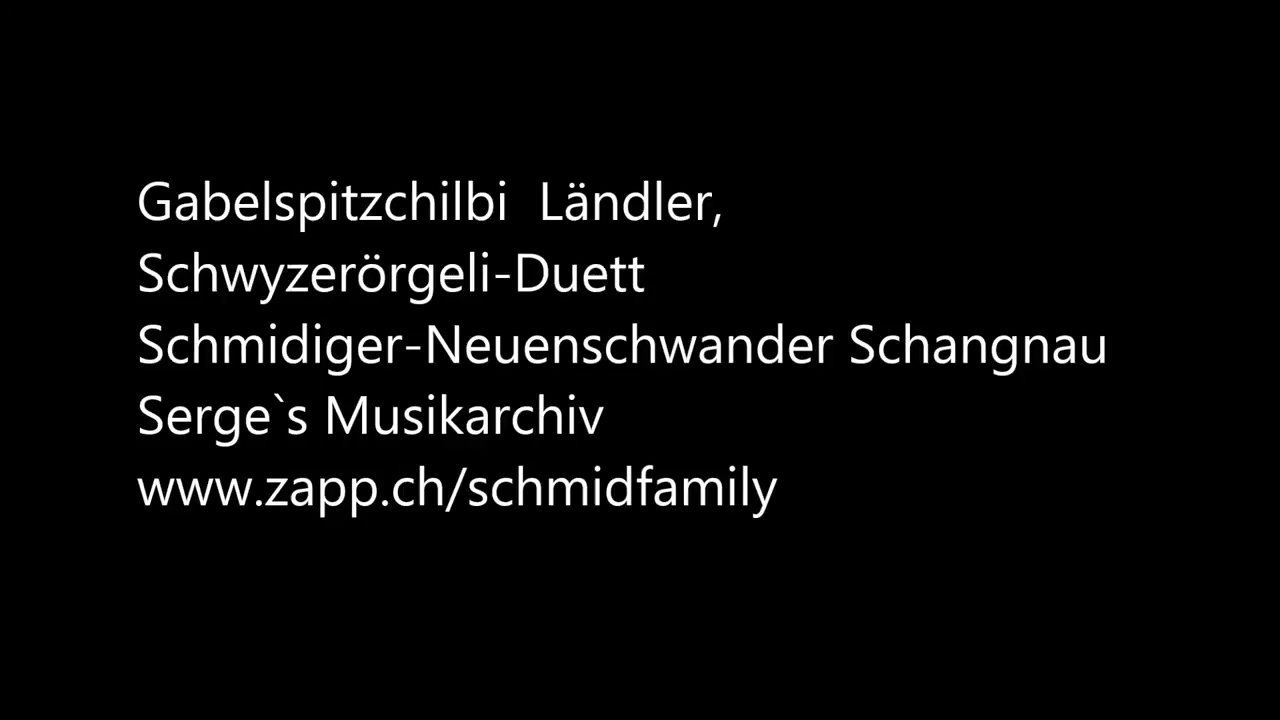 Gabelspitzchilbi  Ländler,
Schwyzerörgeli-Duett
Schmidiger-Neuenschwander Schangnau
Serge`s Musikarchiv
www.zapp.ch/schmidfamily